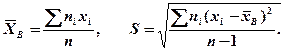 X̄_B = ∑n_i x_i / n, S = √(∑n_i(x_i − x̄_B)² / (n−1)).